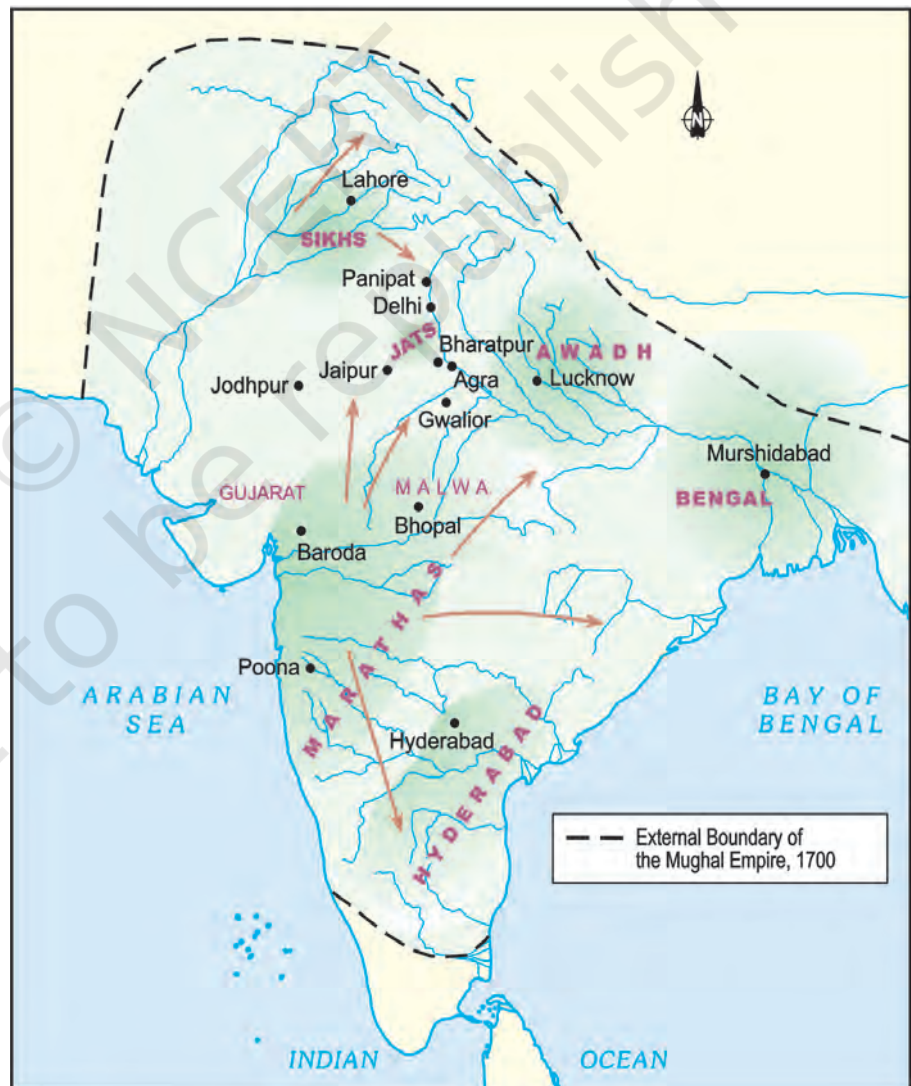 © NCERT
not to be republished
N
Lahore
SIKHS
Panipat
Delhi
JATS
Bharatpur
AWADH
Jaipur
Jodhpur
Agra
Lucknow
Gwalior
Murshidabad
GUJARAT
MALWA
BENGAL
Bhopal
Baroda
MARATHAS
Poona
ARABIAN
SEA
BAY OF
BENGAL
Hyderabad
HYDERABAD
External Boundary of
the Mughal Empire, 1700
INDIAN OCEAN